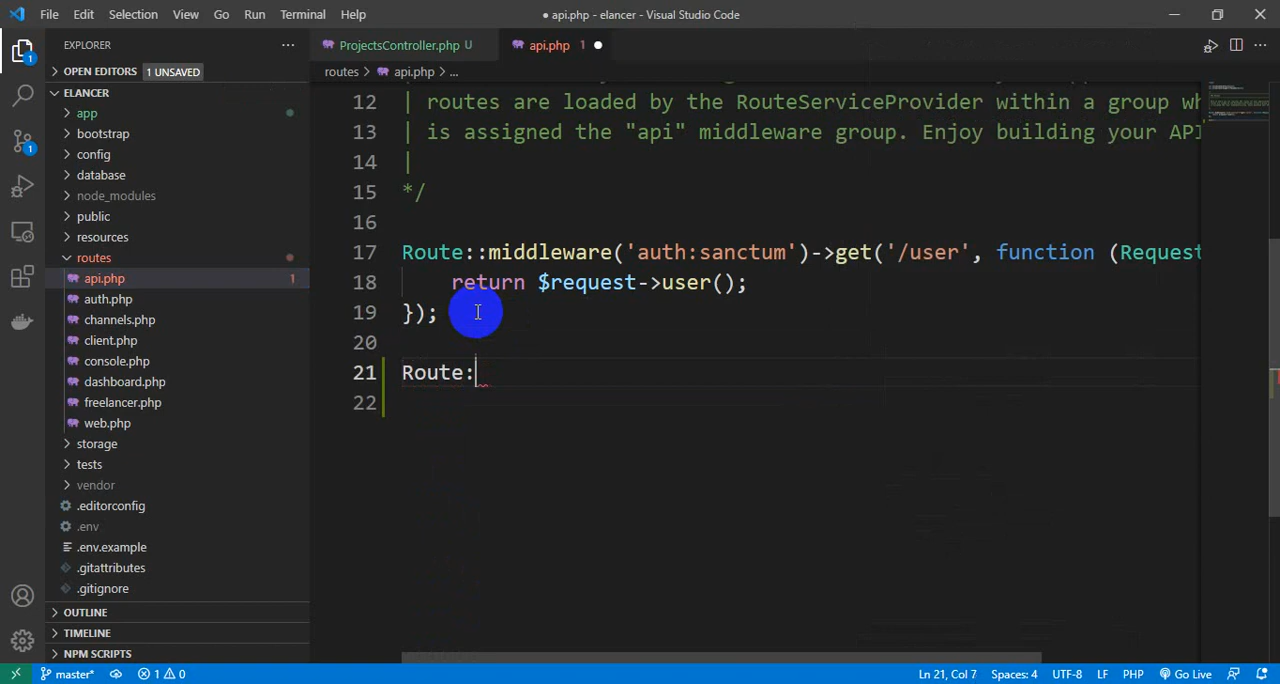 File Edit Selection View Go Run Terminal Help
● api.php - elancer - Visual Studio Code
EXPLORER
OPEN EDITORS 1 UNSAVED
ELANCER
app
bootstrap
config
database
node_modules
public
resources
routes
api.php 1
auth.php
channels.php
client.php
console.php
dashboard.php
freelancer.php
web.php
storage
tests
vendor
.editorconfig
.env
.env.example
.gitattributes
.gitignore
OUTLINE
TIMELINE
NPM SCRIPTS
ProjectsController.php U
api.php 1
routes > api.php > ...
12 | routes are loaded by the RouteServiceProvider within a group wh
13 | is assigned the "api" middleware group. Enjoy building your API
14 |
15 */
16
17 Route::middleware('auth:sanctum')->get('/user', function (Request
18 return $request->user();
19 });
20
21 Route:
22
master* 1 0
Ln 21, Col 7 Spaces: 4 UTF-8 LF PHP Go Live